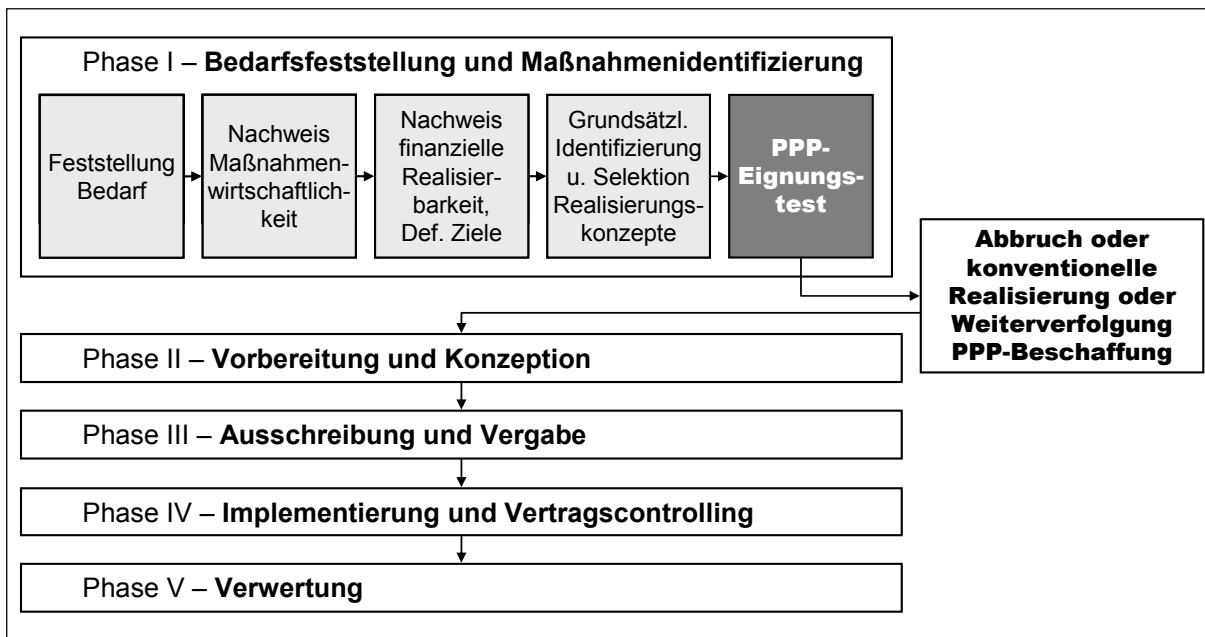 Phase I – Bedarfsfeststellung und Maßnahmenidentifizierung
Feststellung
Bedarf
Nachweis
Maßnahmen-
wirtschaftlich-
keit
Nachweis
finanzielle
Realisier-
barkeit,
Def. Ziele
Grundsätzl.
Identifizierung
u. Selektion
Realisierungs-
konzepte
PPP-
Eignungs-
test
Abbruch oder
konventionelle
Realisierung oder
Weiterverfolgung
PPP-Beschaffung
Phase II – Vorbereitung und Konzeption
Phase III – Ausschreibung und Vergabe
Phase IV – Implementierung und Vertragscontrolling
Phase V – Verwertung